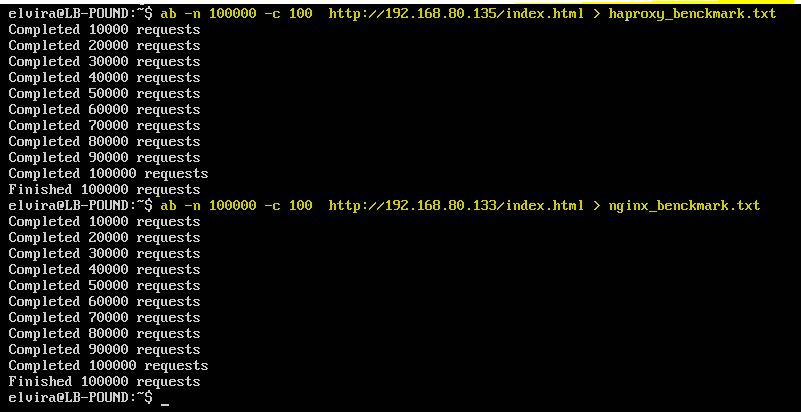 elvira@LB-POUND:~$ ab -n 100000 -c 100  http://192.168.80.135/index.html > haproxy_benckmark.txt
Completed 10000 requests
Completed 20000 requests
Completed 30000 requests
Completed 40000 requests
Completed 50000 requests
Completed 60000 requests
Completed 70000 requests
Completed 80000 requests
Completed 90000 requests
Completed 100000 requests
Finished 100000 requests
elvira@LB-POUND:~$ ab -n 100000 -c 100  http://192.168.80.133/index.html > nginx_benckmark.txt
Completed 10000 requests
Completed 20000 requests
Completed 30000 requests
Completed 40000 requests
Completed 50000 requests
Completed 60000 requests
Completed 70000 requests
Completed 80000 requests
Completed 90000 requests
Completed 100000 requests
Finished 100000 requests
elvira@LB-POUND:~$ _